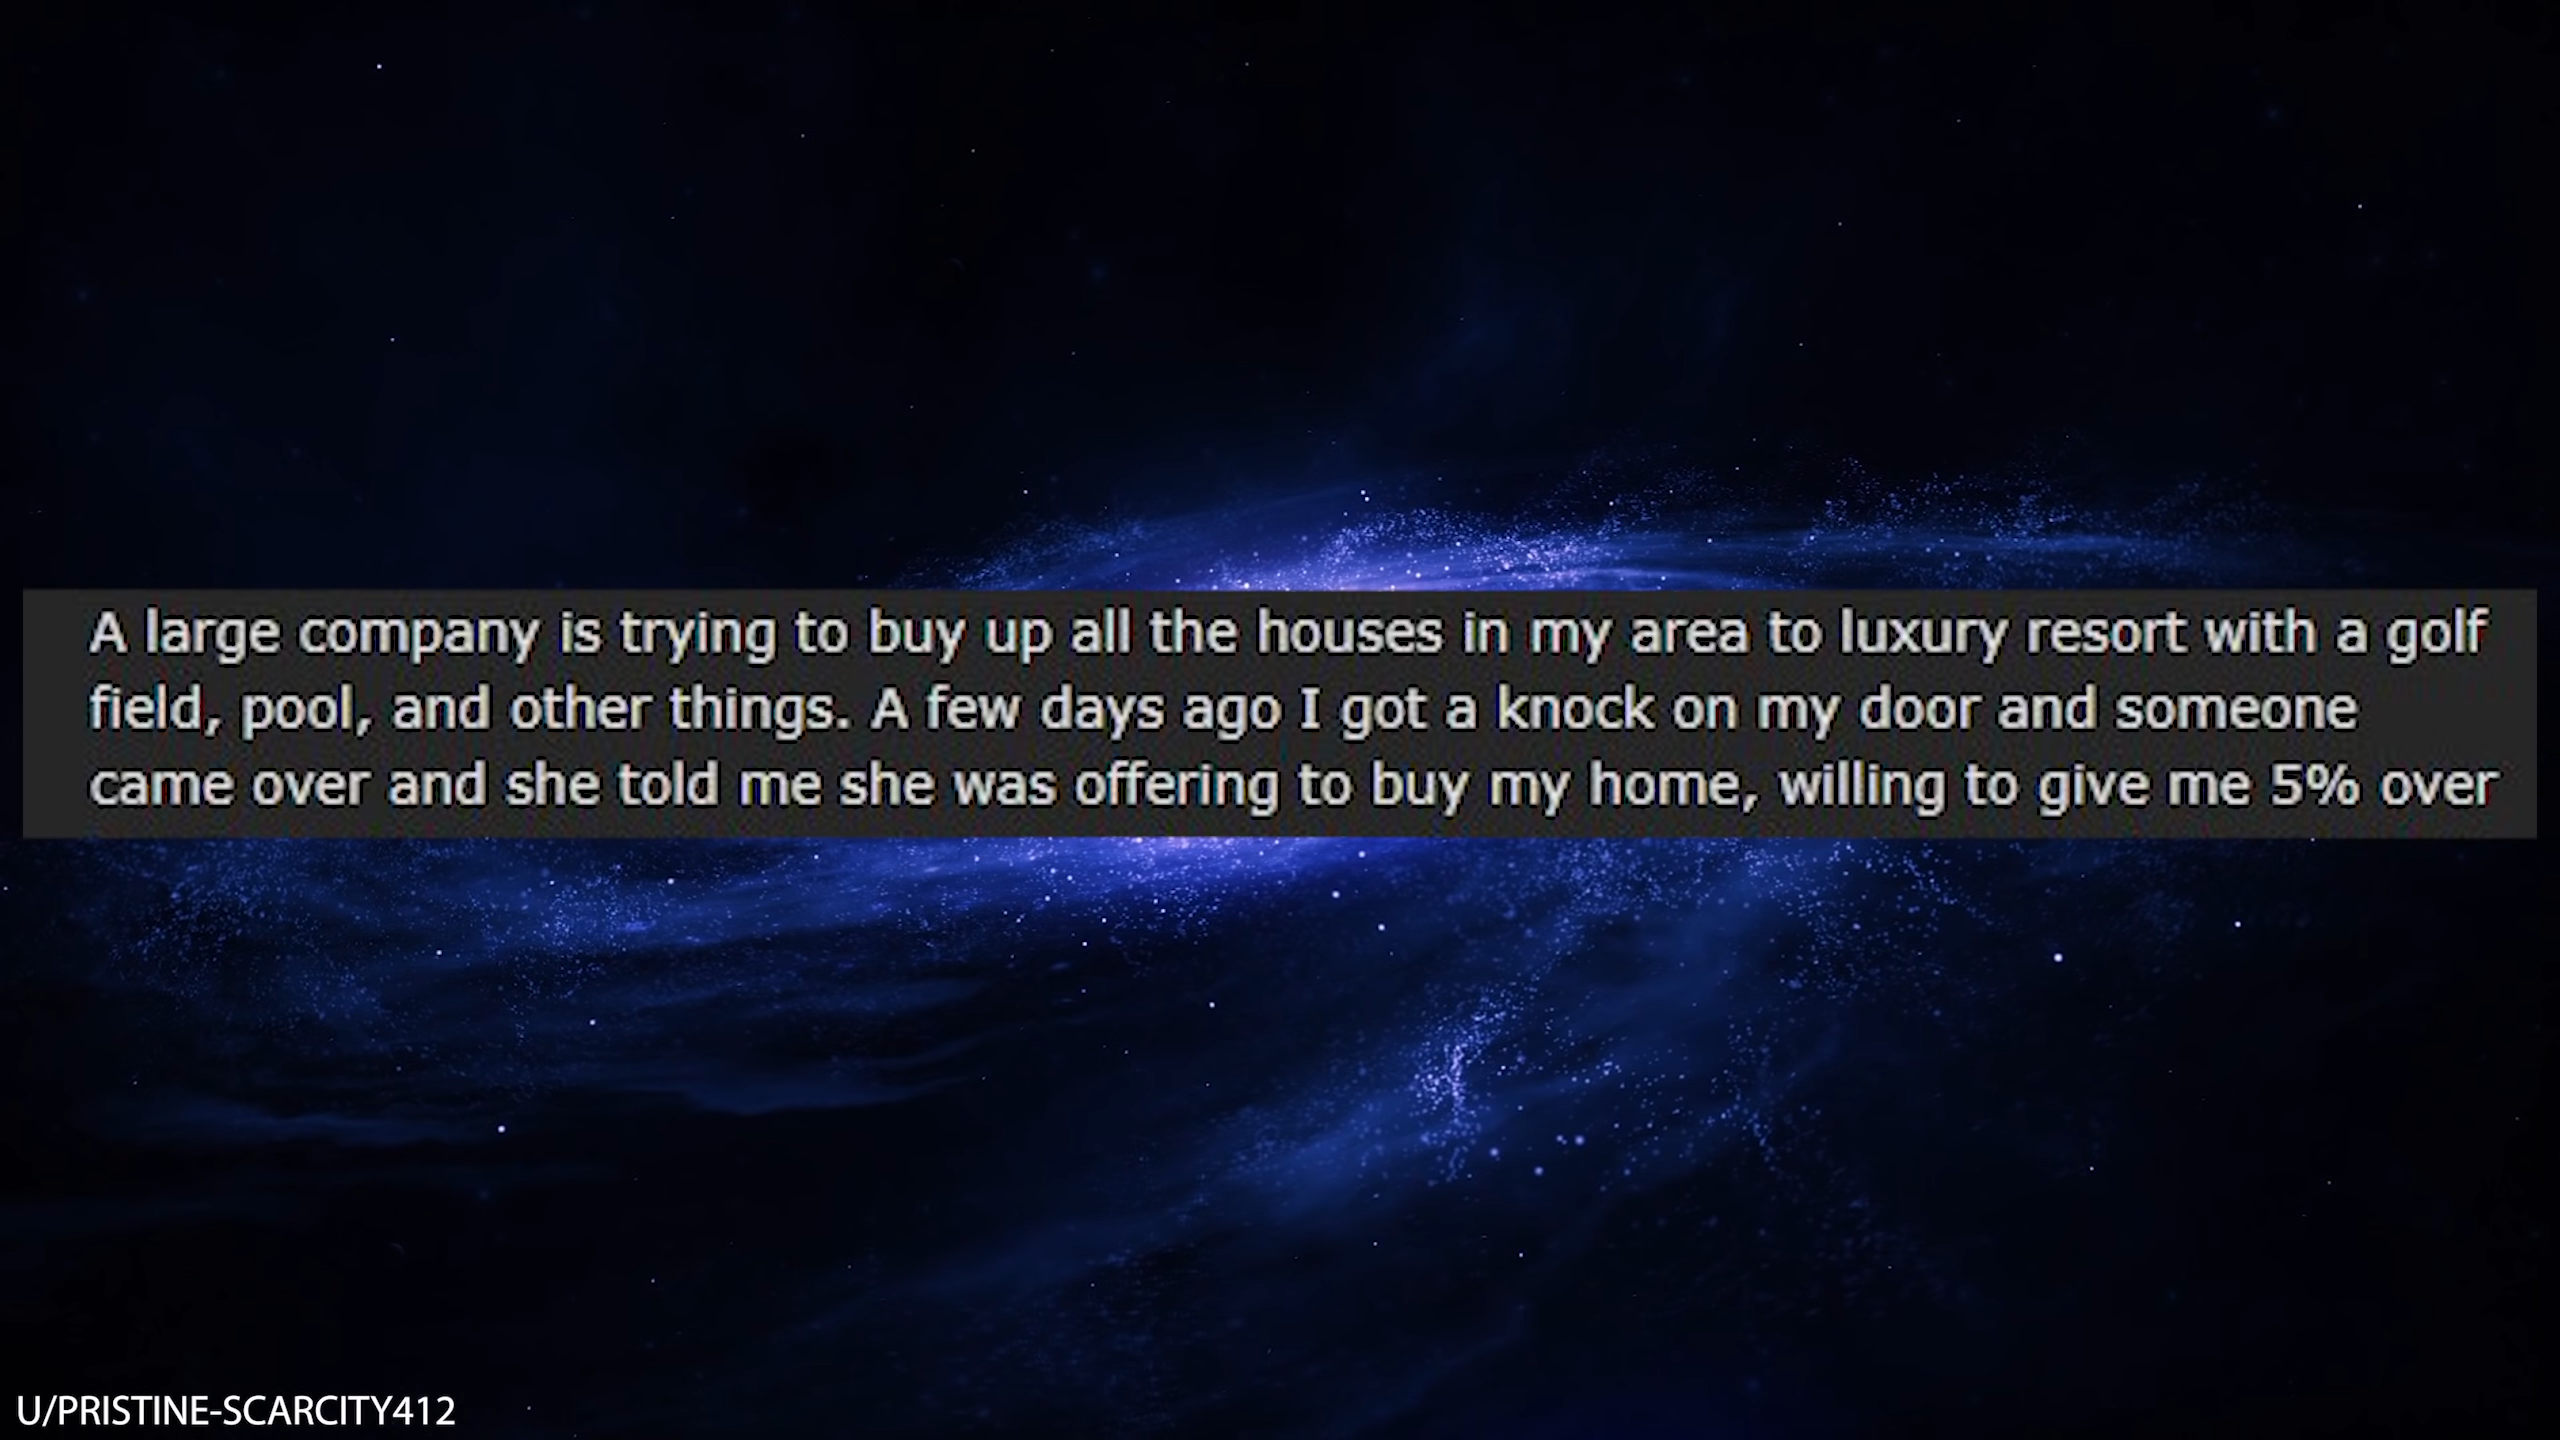 A large company is trying to buy up all the houses in my area to luxury resort with a golf
field, pool, and other things. A few days ago I got a knock on my door and someone
came over and she told me she was offering to buy my home, willing to give me 5% over
U/PRISTINE-SCARCITY412